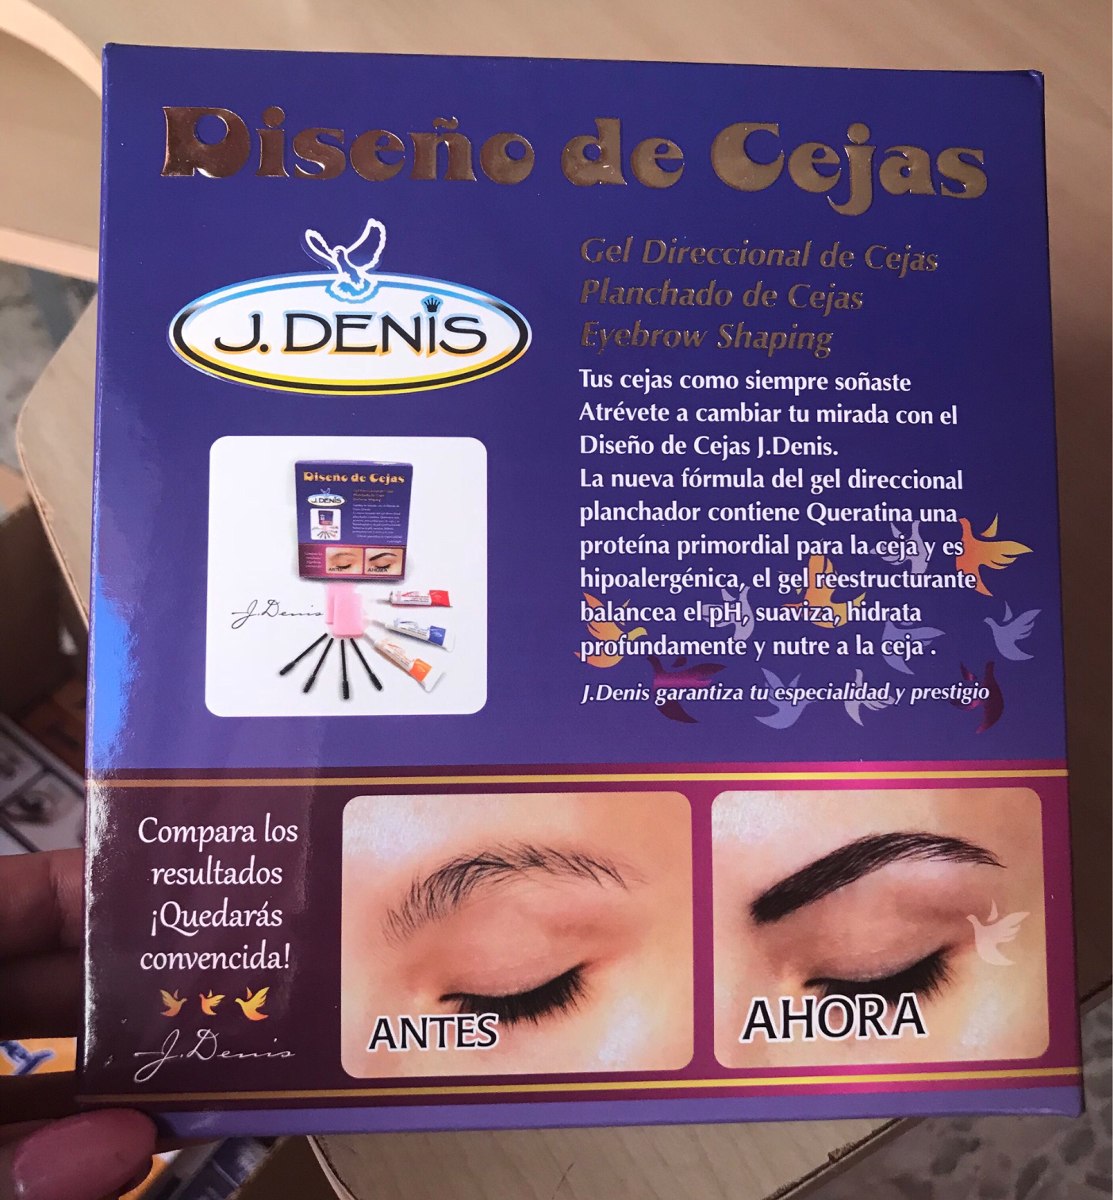 Diseño de Cejas
J. DENIS
Gel Direccional de Cejas
Planchado de Cejas
Eyebrow Shaping
Tus cejas como siempre soñaste
Atrévete a cambiar tu mirada con el
Diseño de Cejas J.Denis.
La nueva fórmula del gel direccional
planchador contiene Queratina una
proteína primordial para la ceja y es
hipoalergénica, el gel reestructurante
balancea el pH, suaviza, hidrata
profundamente y nutre a la ceja .
J.Denis garantiza tu especialidad y prestigio
Diseño de Cejas
J. DENIS
J.Denis
ANTES
AHORA
Compara los
resultados
¡Quedarás
convencida!
J.Denis
ANTES
AHORA